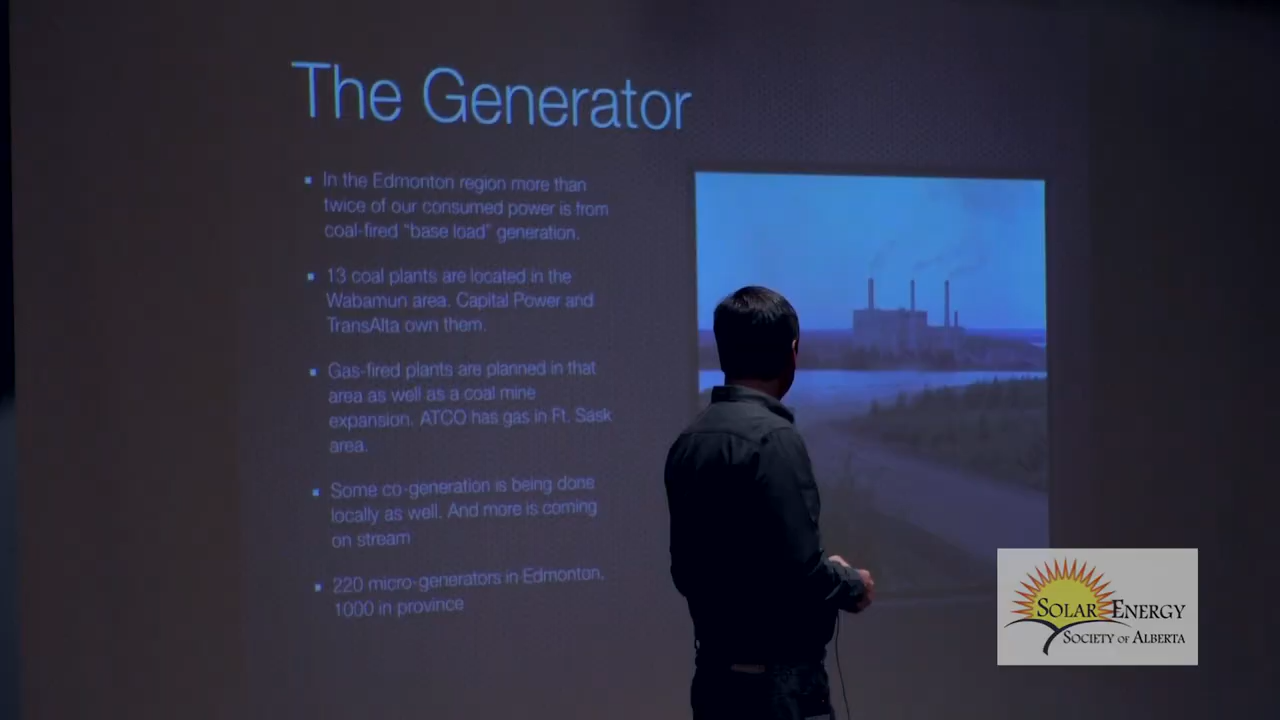 The Generator
In the Edmonton region more than
twice of our consumed power is from
coal-fired "base load" generation.
13 coal plants are located in the
Wabamun area. Capital Power and
TransAlta own them.
Gas-fired plants are planned in that
area as well as a coal mine
expansion. ATCO has gas in Ft. Sask
area.
Some co-generation is being done
locally as well. And more is coming
on stream
220 micro-generators in Edmonton,
1000 in province
SOLAR ENERGY
SOCIETY OF ALBERTA